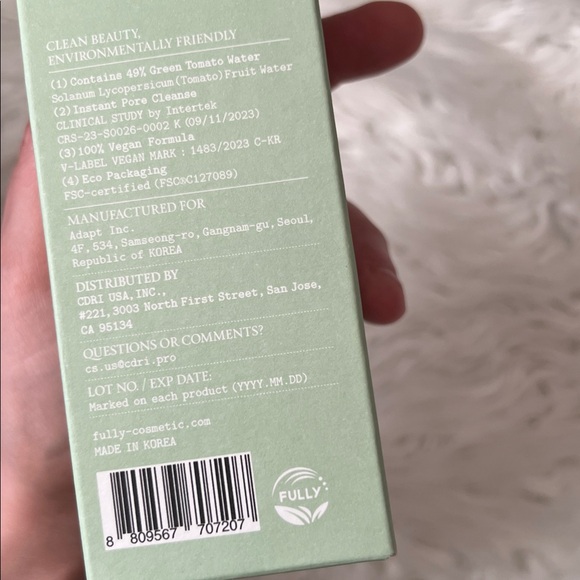 CLEAN BEAUTY,
ENVIRONMENTALLY FRIENDLY
(1) Contains 49% Green Tomato Water
Solanum Lycopersicum(Tomato)Fruit Water
(2) Instant Pore Cleanse
CLINICAL STUDY by Intertek
CRS-23-S0026-0002 K (09/11/2023)
(3) 100% Vegan Formula
V-LABEL VEGAN MARK : 1483/2023 C-KR
(4) Eco Packaging
FSC-certified (FSC®C127089)
MANUFACTURED FOR
Adapt Inc.
4F, 534, Samseong-ro, Gangnam-gu, Seoul,
Republic of KOREA
DISTRIBUTED BY
CDRI USA, INC.,
#221, 3003 North First Street, San Jose,
CA 95134
QUESTIONS OR COMMENTS?
cs.us@cdri.pro
LOT NO. / EXP DATE:
Marked on each product (YYYY.MM.DD)
fully-cosmetic.com
MADE IN KOREA
8 809567 707207
FULLY